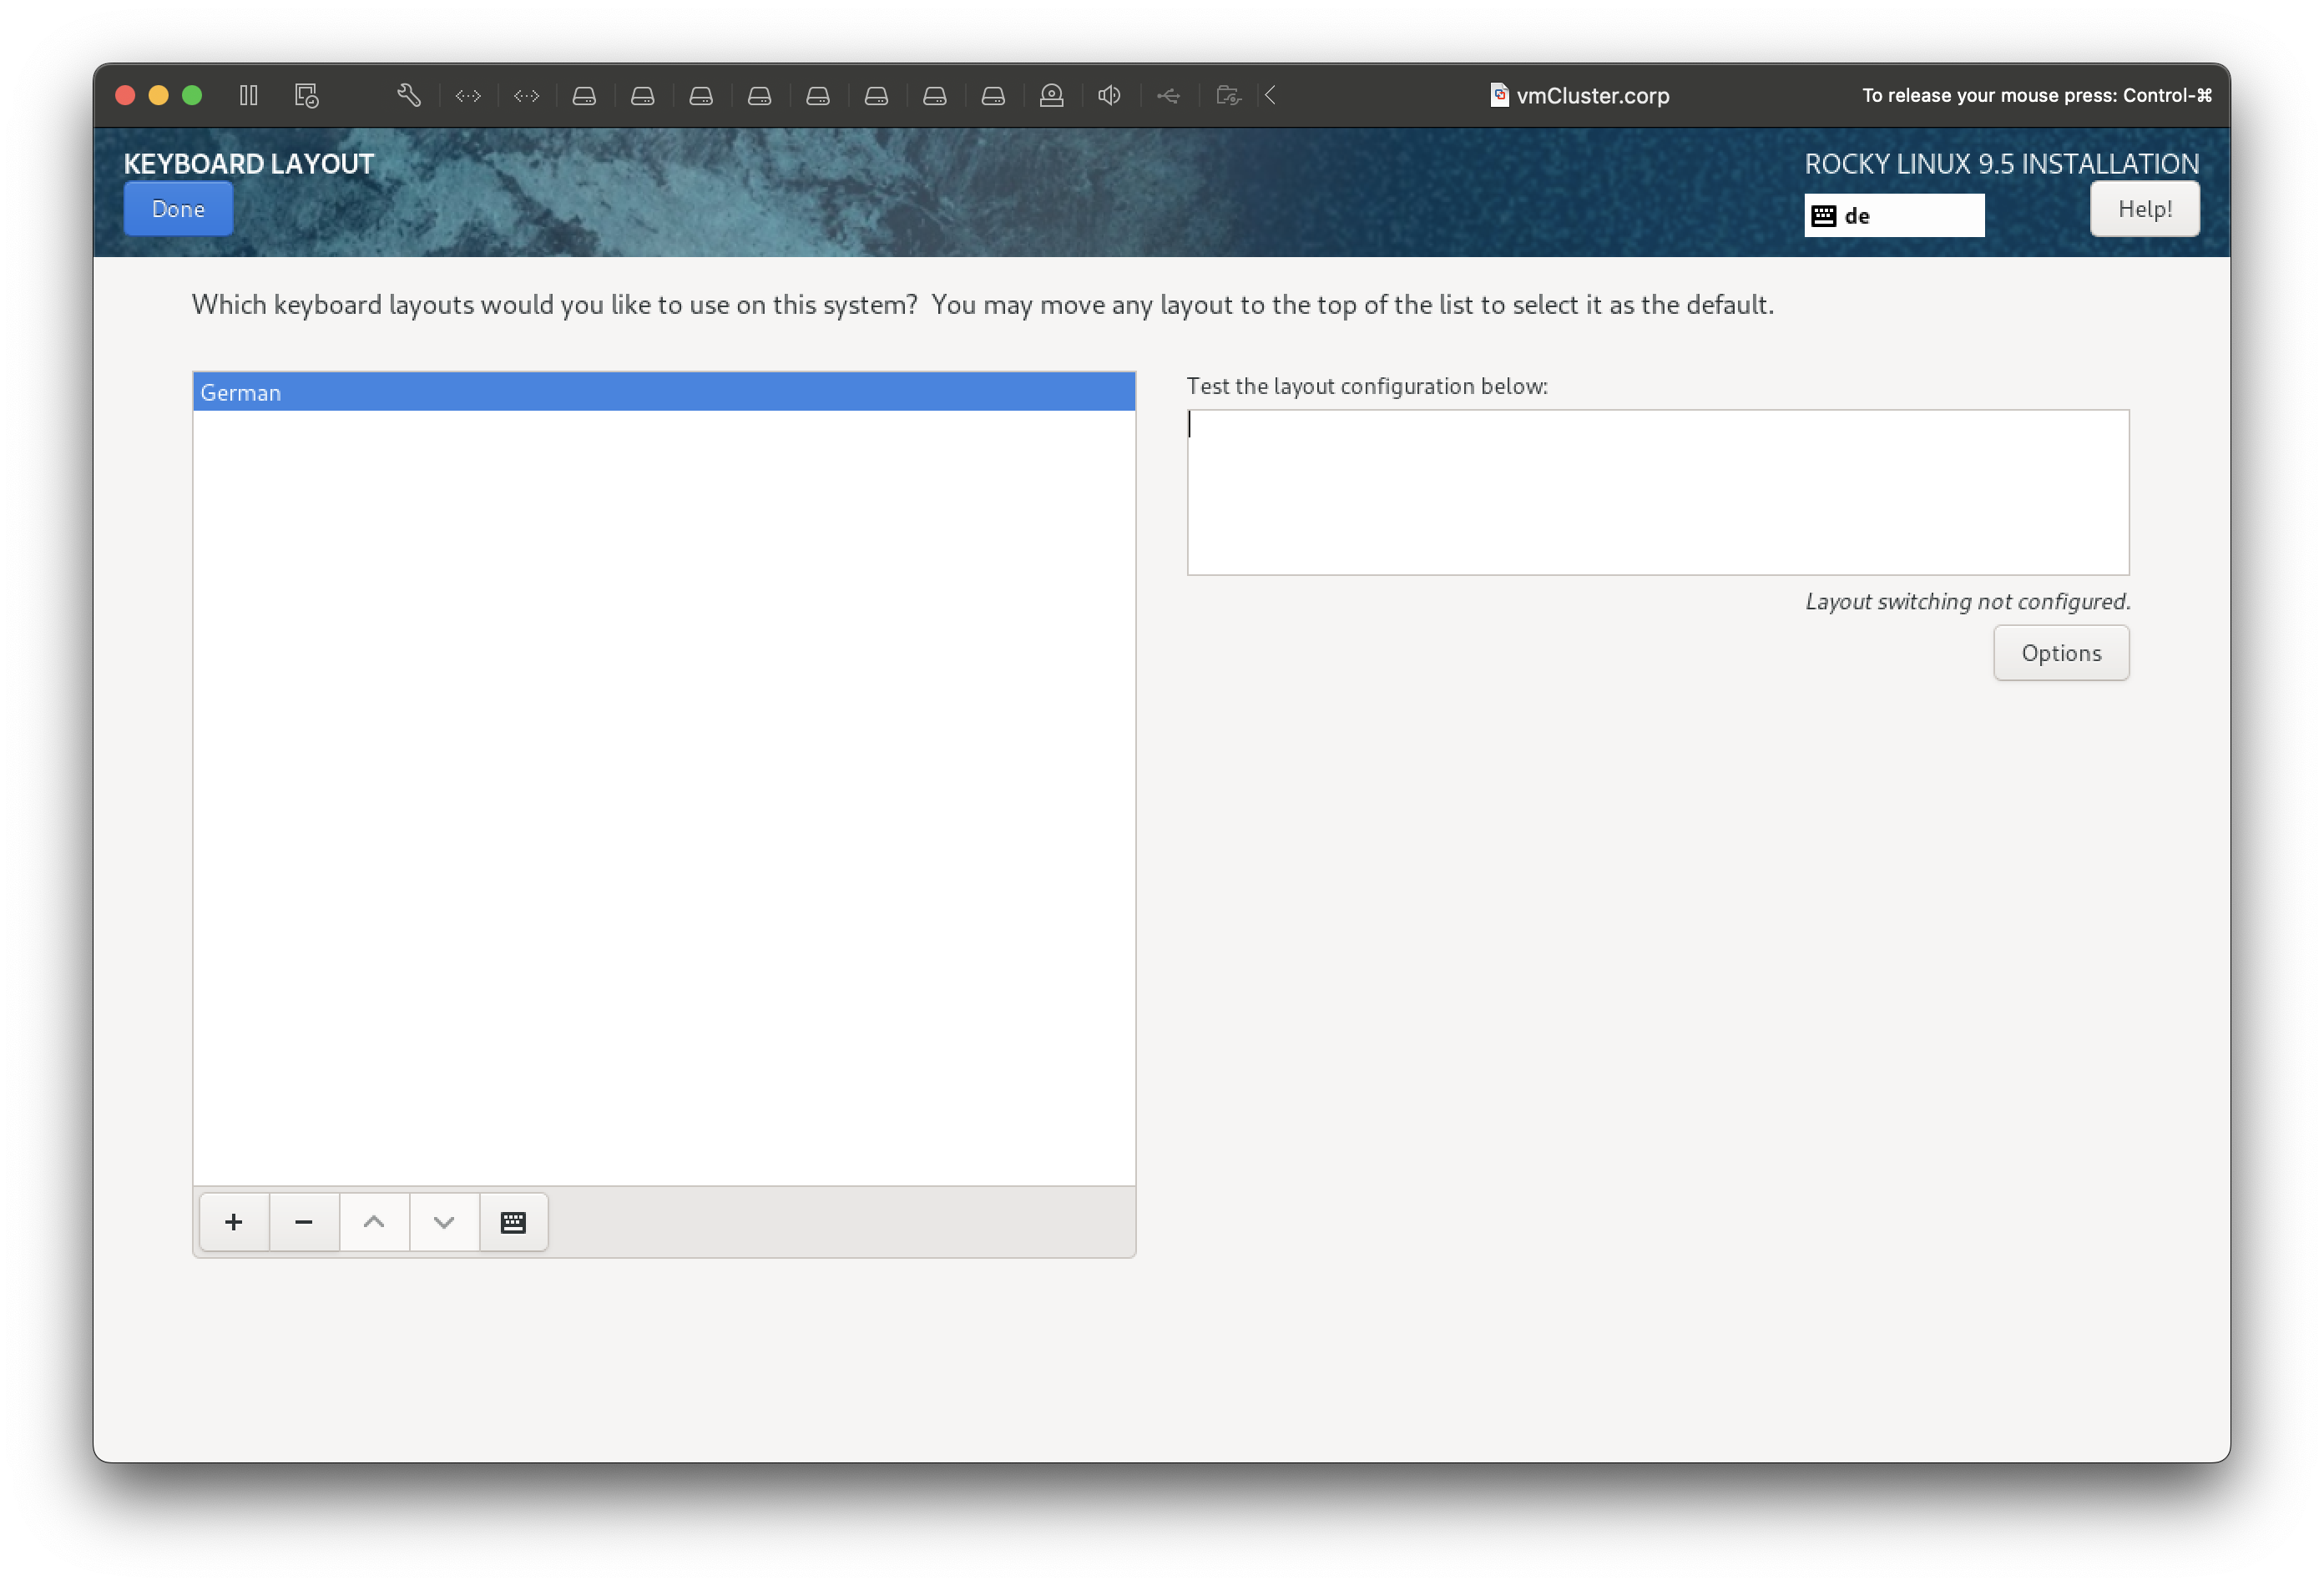 vmCluster.corp
To release your mouse press: Control-⌘
KEYBOARD LAYOUT
ROCKY LINUX 9.5 INSTALLATION
Done
de
Help!
Which keyboard layouts would you like to use on this system?  You may move any layout to the top of the list to select it as the default.
German
Test the layout configuration below:
Layout switching not configured.
Options